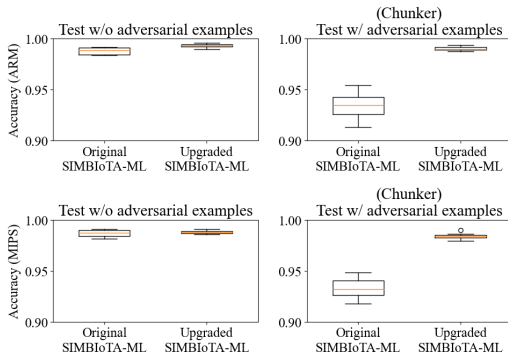 (Chunker)
Test w/o adversarial examples
Test w/ adversarial examples
Accuracy (ARM)
1.00
0.95
0.90
1.00
0.95
0.90
Original
SIMBIoTA-ML
Upgraded
SIMBIoTA-ML
Original
SIMBIoTA-ML
Upgraded
SIMBIoTA-ML
(Chunker)
Test w/o adversarial examples
Test w/ adversarial examples
Accuracy (MIPS)
1.00
0.95
0.90
1.00
0.95
0.90
Original
SIMBIoTA-ML
Upgraded
SIMBIoTA-ML
Original
SIMBIoTA-ML
Upgraded
SIMBIoTA-ML